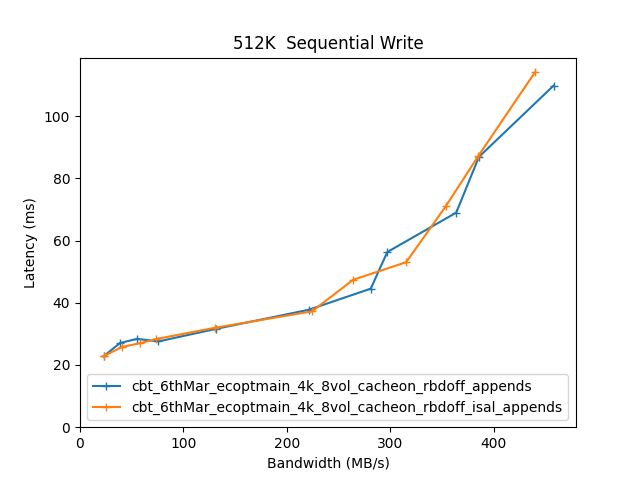 512K  Sequential Write
Latency (ms)
100
80
60
40
20
0
cbt_6thMar_ecoptmain_4k_8vol_cacheon_rbdoff_appends
cbt_6thMar_ecoptmain_4k_8vol_cacheon_rbdoff_isal_appends
0 100 200 300 400
Bandwidth (MB/s)